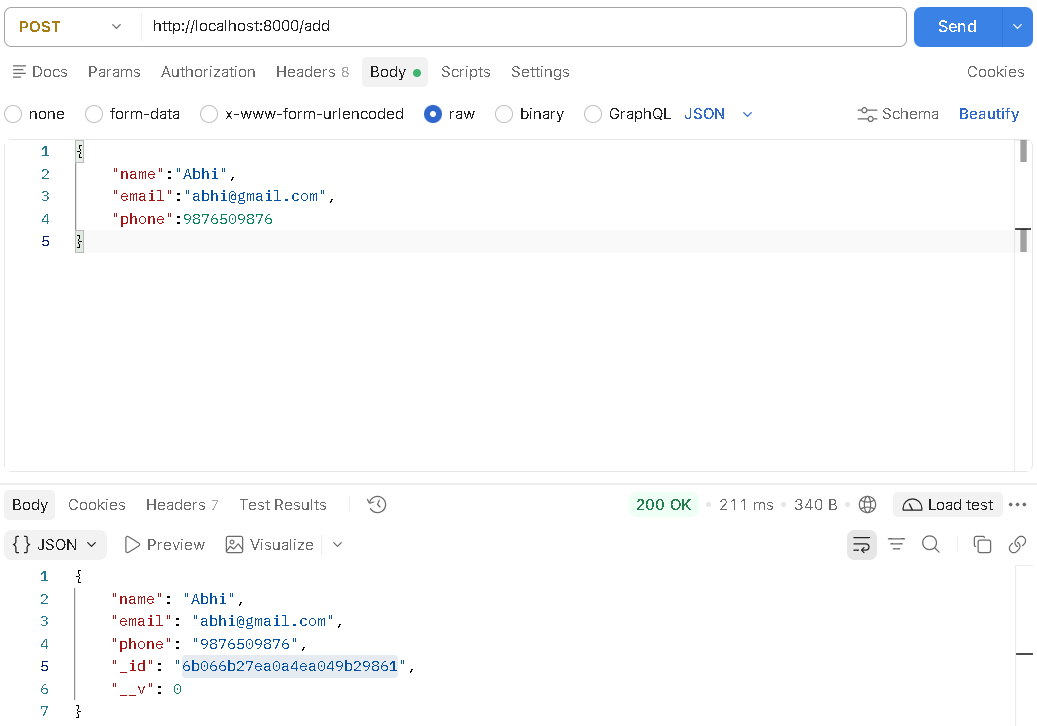 POST http://localhost:8000/add Send
Docs Params Authorization Headers 8 Body Scripts Settings Cookies
none form-data x-www-form-urlencoded raw binary GraphQL JSON Schema Beautify
1 {
2 "name":"Abhi",
3 "email":"abhi@gmail.com",
4 "phone":9876509876
5 }
Body Cookies Headers 7 Test Results 200 OK • 211 ms • 340 B • Load test
{} JSON Preview Visualize
1 {
2 "name": "Abhi",
3 "email": "abhi@gmail.com",
4 "phone": "9876509876",
5 "_id": "6b066b27ea0a4ea049b29861",
6 "__v": 0
7 }